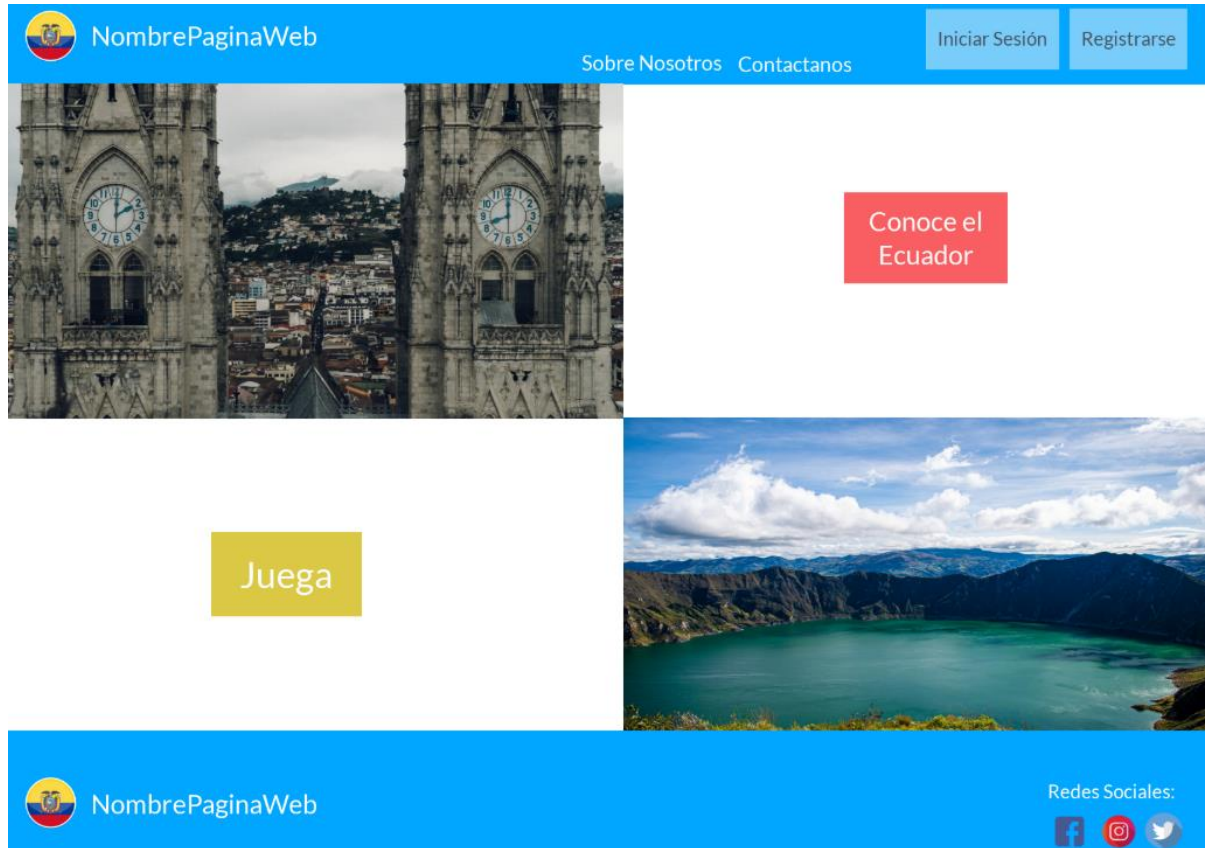 NombrePaginaWeb
Sobre Nosotros
Contactanos
Iniciar Sesión
Registrarse
Conoce el
Ecuador
Juega
NombrePaginaWeb
Redes Sociales: